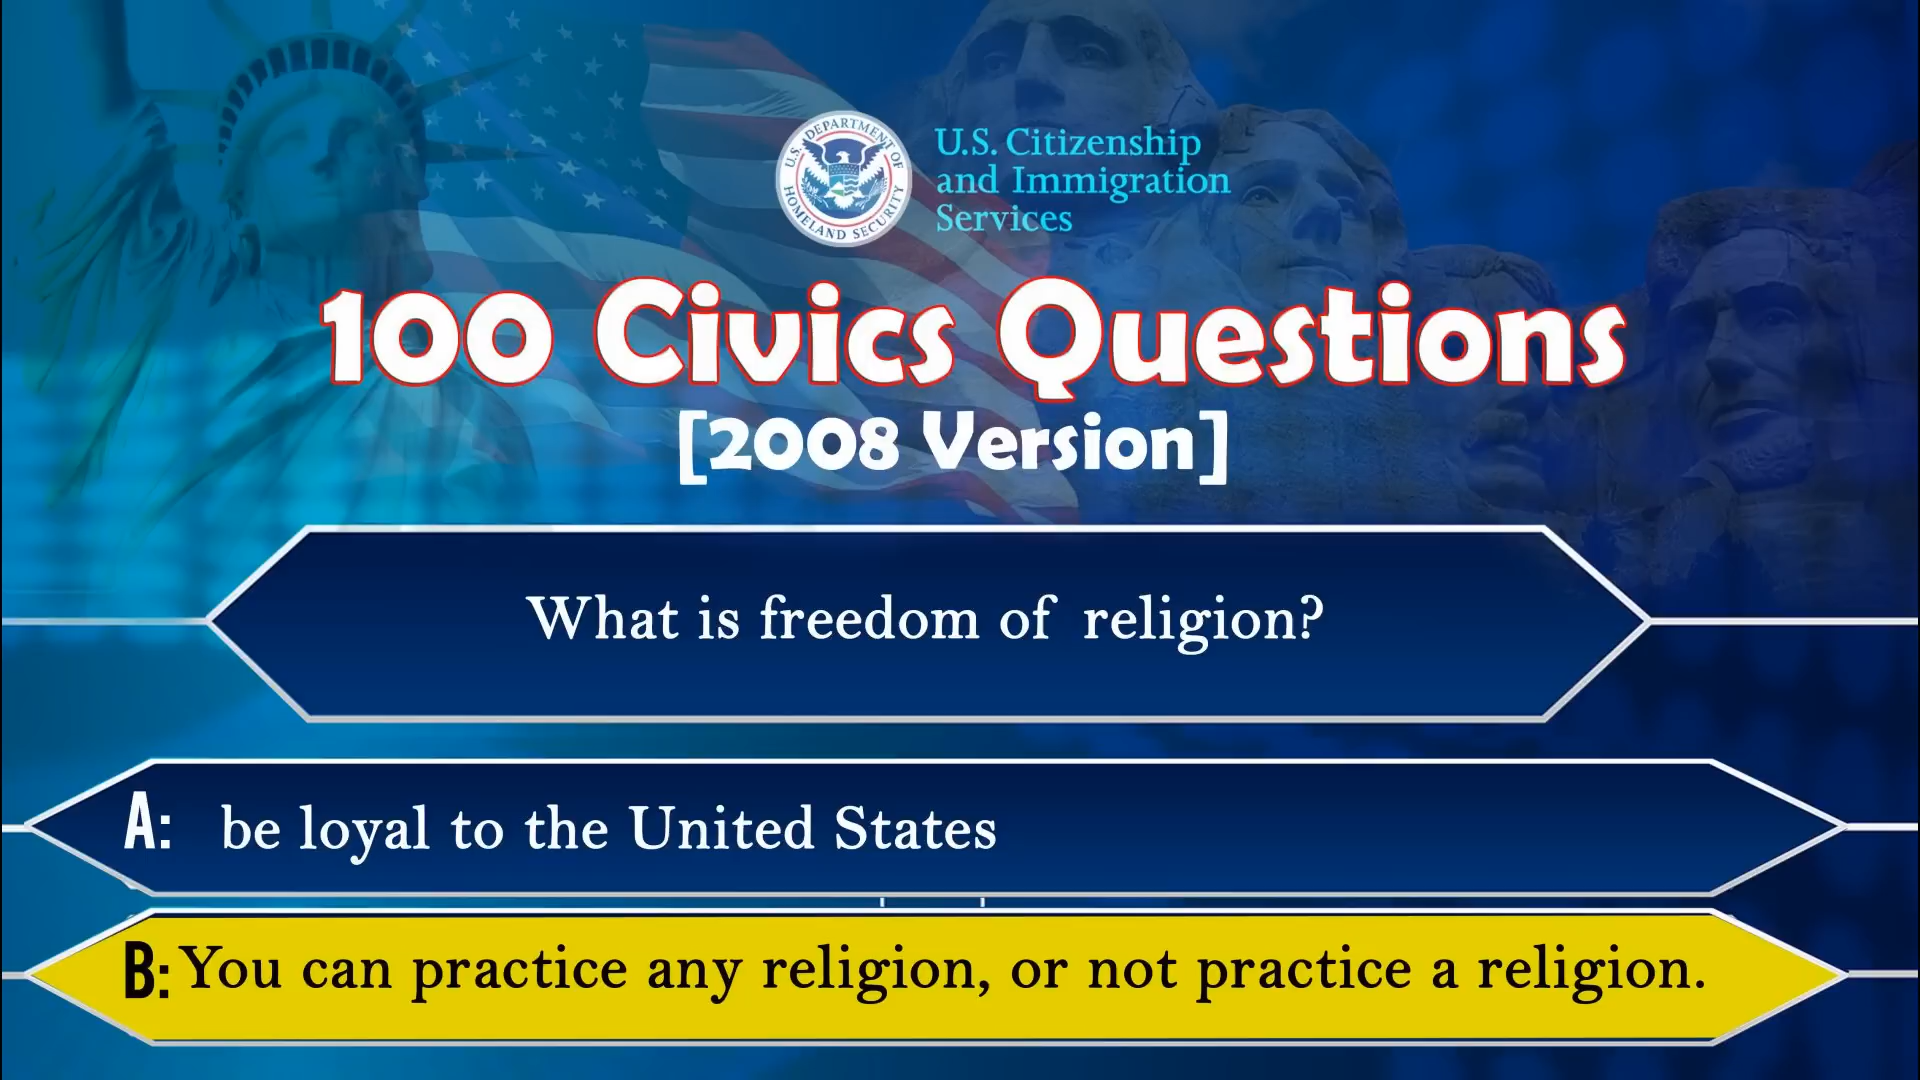 U.S. DEPARTMENT OF HOMELAND SECURITY
U.S. Citizenship
and Immigration
Services
100 Civics Questions
[2008 Version]
What is freedom of religion?
A: be loyal to the United States
B: You can practice any religion, or not practice a religion.